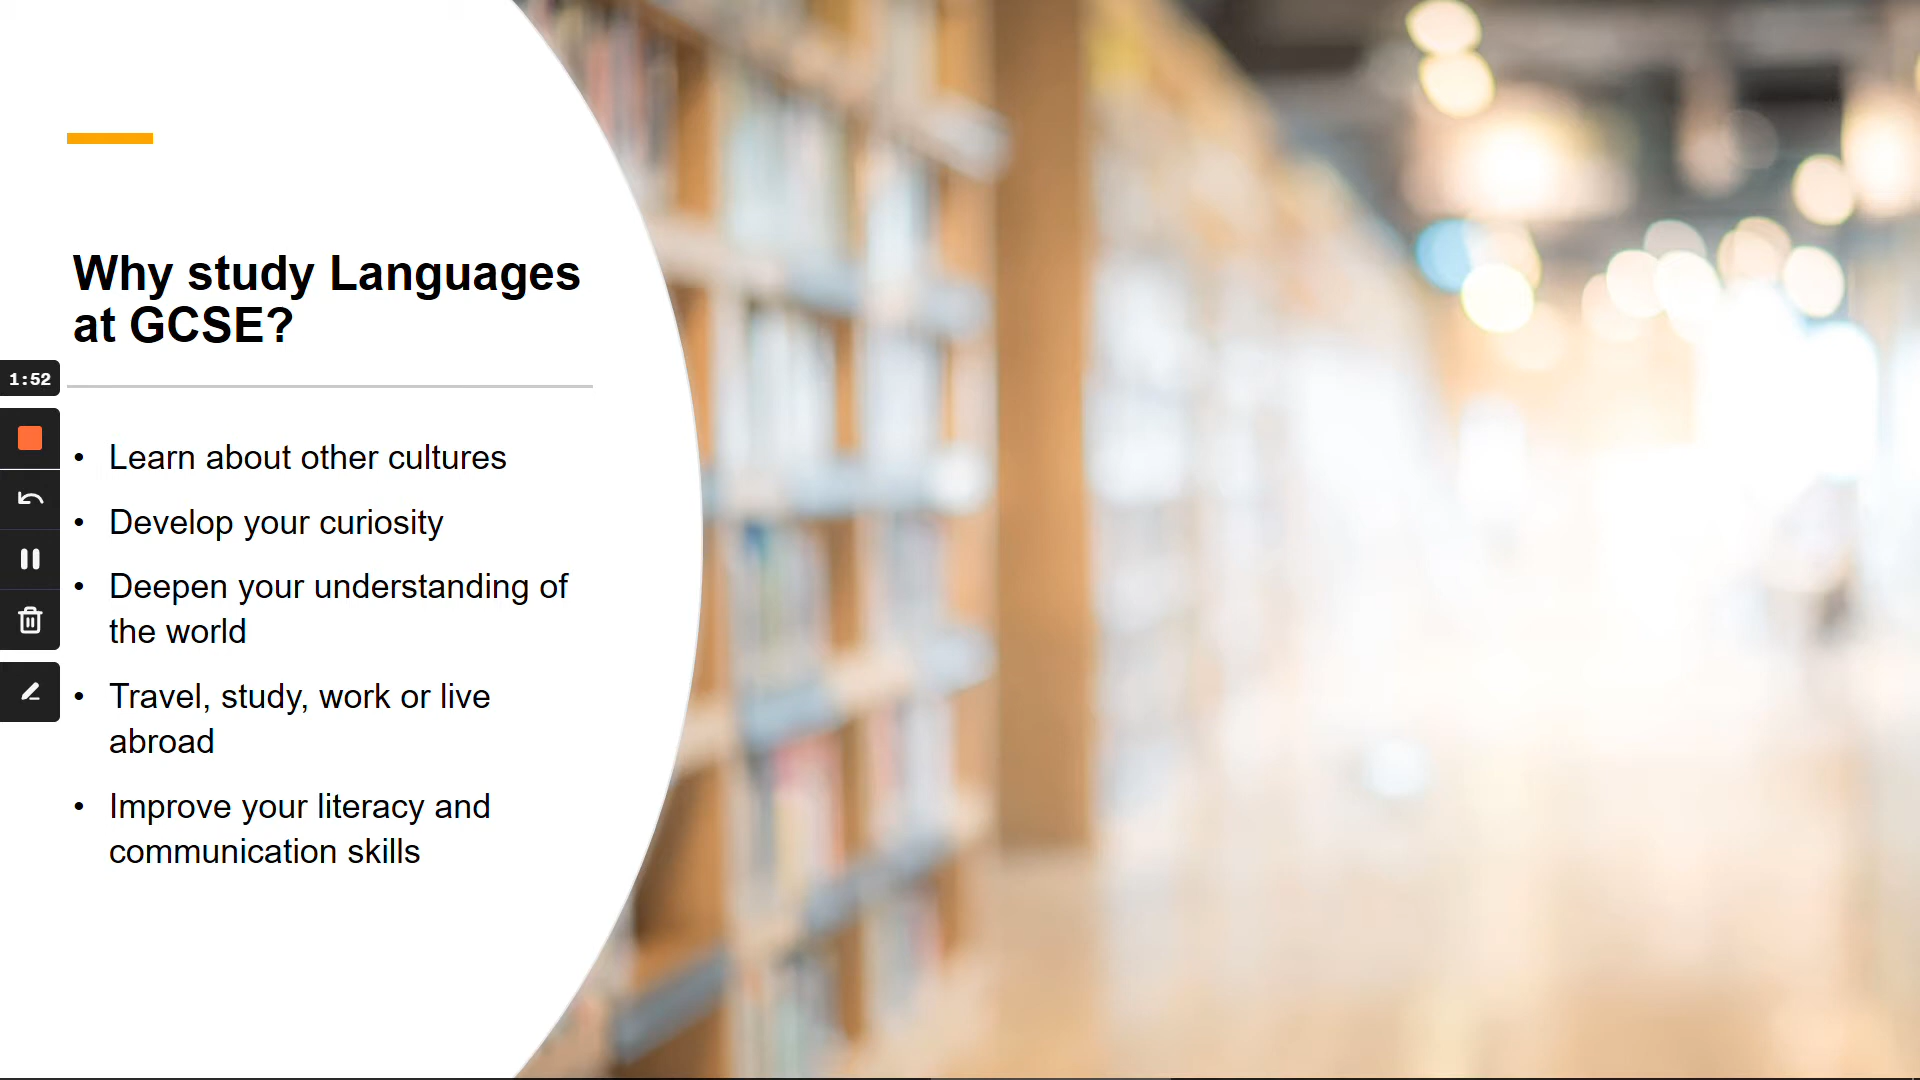 Why study Languages
at GCSE?
1:52
• Learn about other cultures
• Develop your curiosity
• Deepen your understanding of
the world
• Travel, study, work or live
abroad
• Improve your literacy and
communication skills